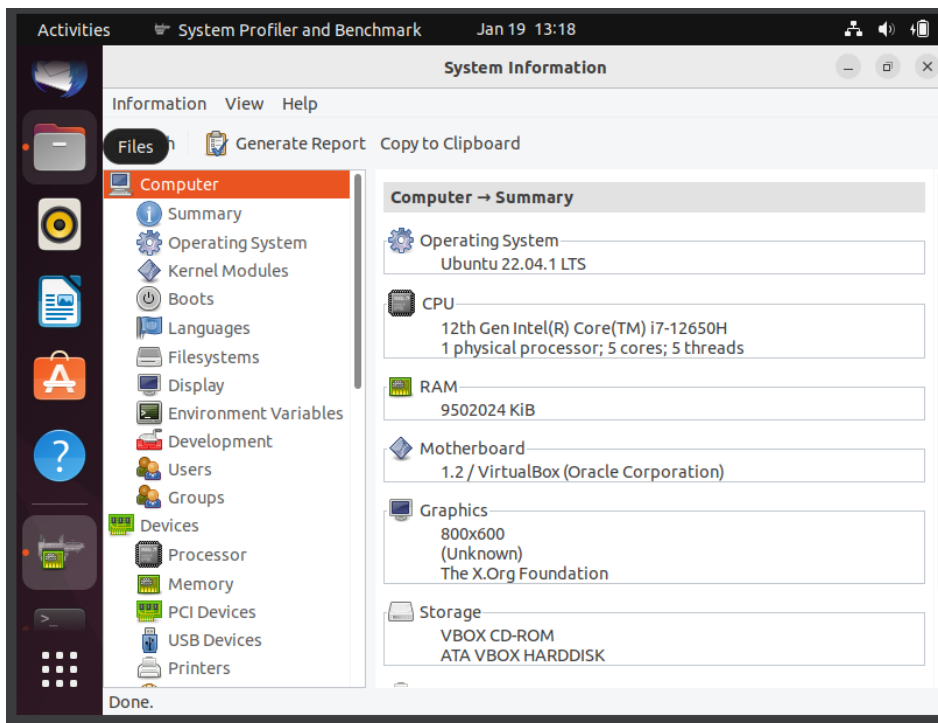 Activities System Profiler and Benchmark Jan 19 13:18
System Information
Information View Help
Files Generate Report Copy to Clipboard
Computer
Summary
Operating System
Kernel Modules
Boots
Languages
Filesystems
Display
Environment Variables
Development
Users
Groups
Devices
Processor
Memory
PCI Devices
USB Devices
Printers
Computer → Summary
Operating System
Ubuntu 22.04.1 LTS
CPU
12th Gen Intel(R) Core(TM) i7-12650H
1 physical processor; 5 cores; 5 threads
RAM
9502024 KiB
Motherboard
1.2 / VirtualBox (Oracle Corporation)
Graphics
800x600
(Unknown)
The X.Org Foundation
Storage
VBOX CD-ROM
ATA VBOX HARDDISK
Done.